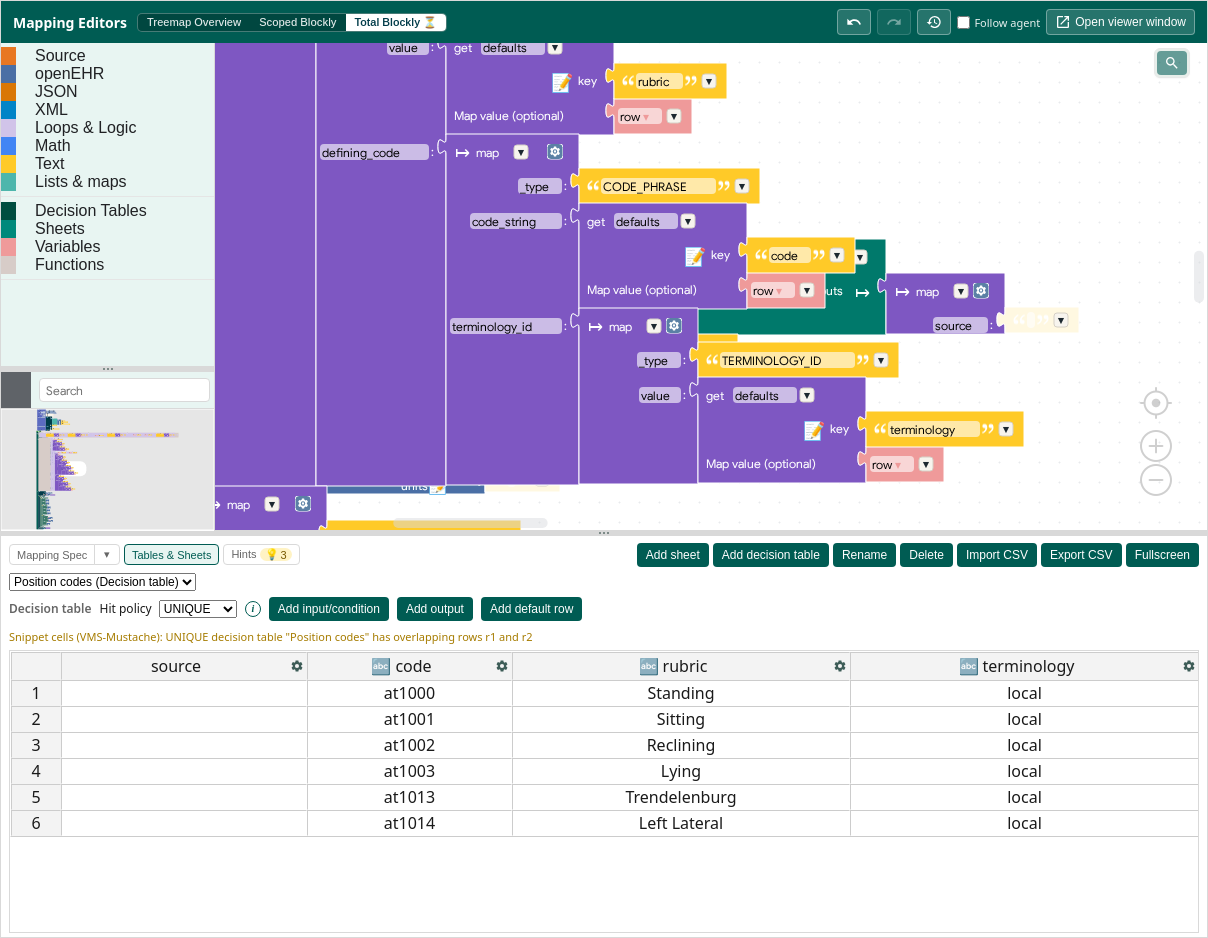 Mapping Editors
Treemap Overview Scoped Blockly Total Blockly ⏳
Follow agent
Open viewer window
Source
openEHR
JSON
XML
Loops & Logic
Math
Text
Lists & maps
Decision Tables
Sheets
Variables
Functions
Search
value : get defaults
key “ rubric ”
Map value (optional) row
defining_code : map
_type : “ CODE_PHRASE ”
code_string : get defaults
key “ code ”
Map value (optional) row
uts map
source :
terminology_id : map
_type : “ TERMINOLOGY_ID ”
value : get defaults
key “ terminology ”
Map value (optional) row
units
map
Mapping Spec
Tables & Sheets
Hints 💡 3
Add sheet
Add decision table
Rename
Delete
Import CSV
Export CSV
Fullscreen
Position codes (Decision table)
Decision table Hit policy UNIQUE i Add input/condition Add output Add default row
Snippet cells (VMS-Mustache): UNIQUE decision table "Position codes" has overlapping rows r1 and r2
source abc code abc rubric abc terminology
1 at1000 Standing local
2 at1001 Sitting local
3 at1002 Reclining local
4 at1003 Lying local
5 at1013 Trendelenburg local
6 at1014 Left Lateral local